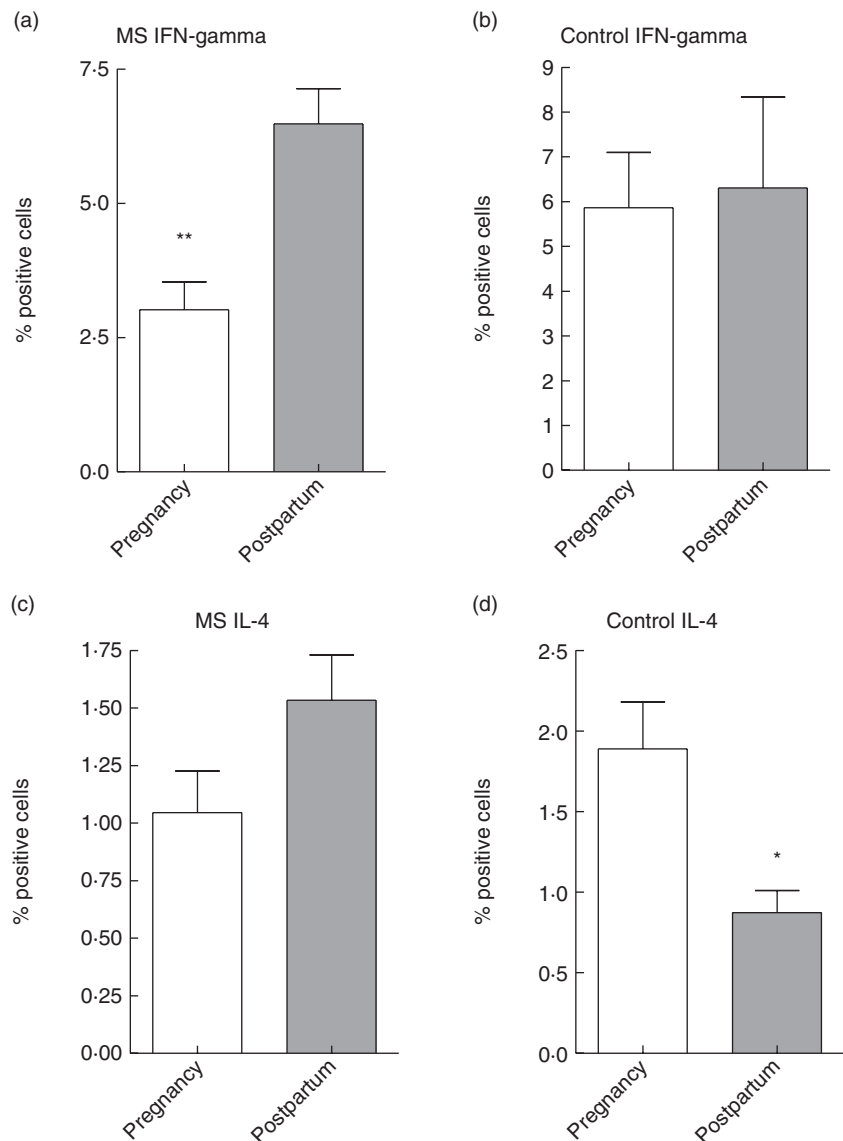 (a)
MS IFN-gamma
7·5
5·0
2·5
0·0
% positive cells
**
Pregnancy
Postpartum
(b)
Control IFN-gamma
9
8
7
6
5
4
3
2
1
0
% positive cells
Pregnancy
Postpartum
(c)
MS IL-4
1·75
1·50
1·25
1·00
0·75
0·50
0·25
0·00
% positive cells
Pregnancy
Postpartum
(d)
Control IL-4
2·5
2·0
1·5
1·0
0·5
0·0
% positive cells
*
Pregnancy
Postpartum